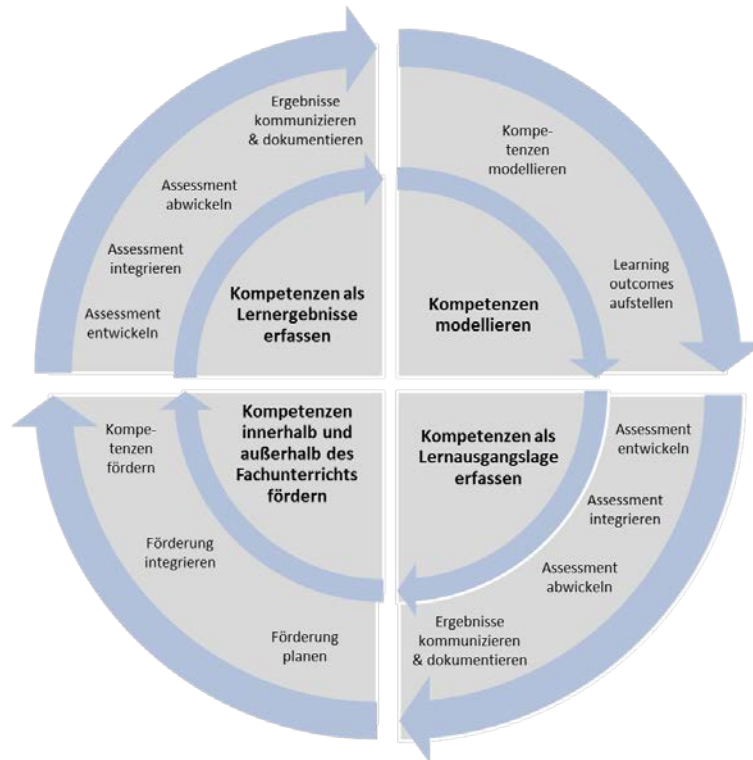 Ergebnisse
kommunizieren
& dokumentieren
Assessment
abwickeln
Assessment
integrieren
Assessment
entwickeln
Kompetenzen als
Lernergebnisse
erfassen
Kompe-
tenzen
modellieren
Learning
outcomes
aufstellen
Kompetenzen
modellieren
Kompe-
tenzen
fördern
Förderung
integrieren
Förderung
planen
Kompetenzen
innerhalb und
außerhalb des
Fachunterrichts
fördern
Kompetenzen als
Lernausgangslage
erfassen
Assessment
entwickeln
Assessment
integrieren
Assessment
abwickeln
Ergebnisse
kommunizieren
& dokumentieren